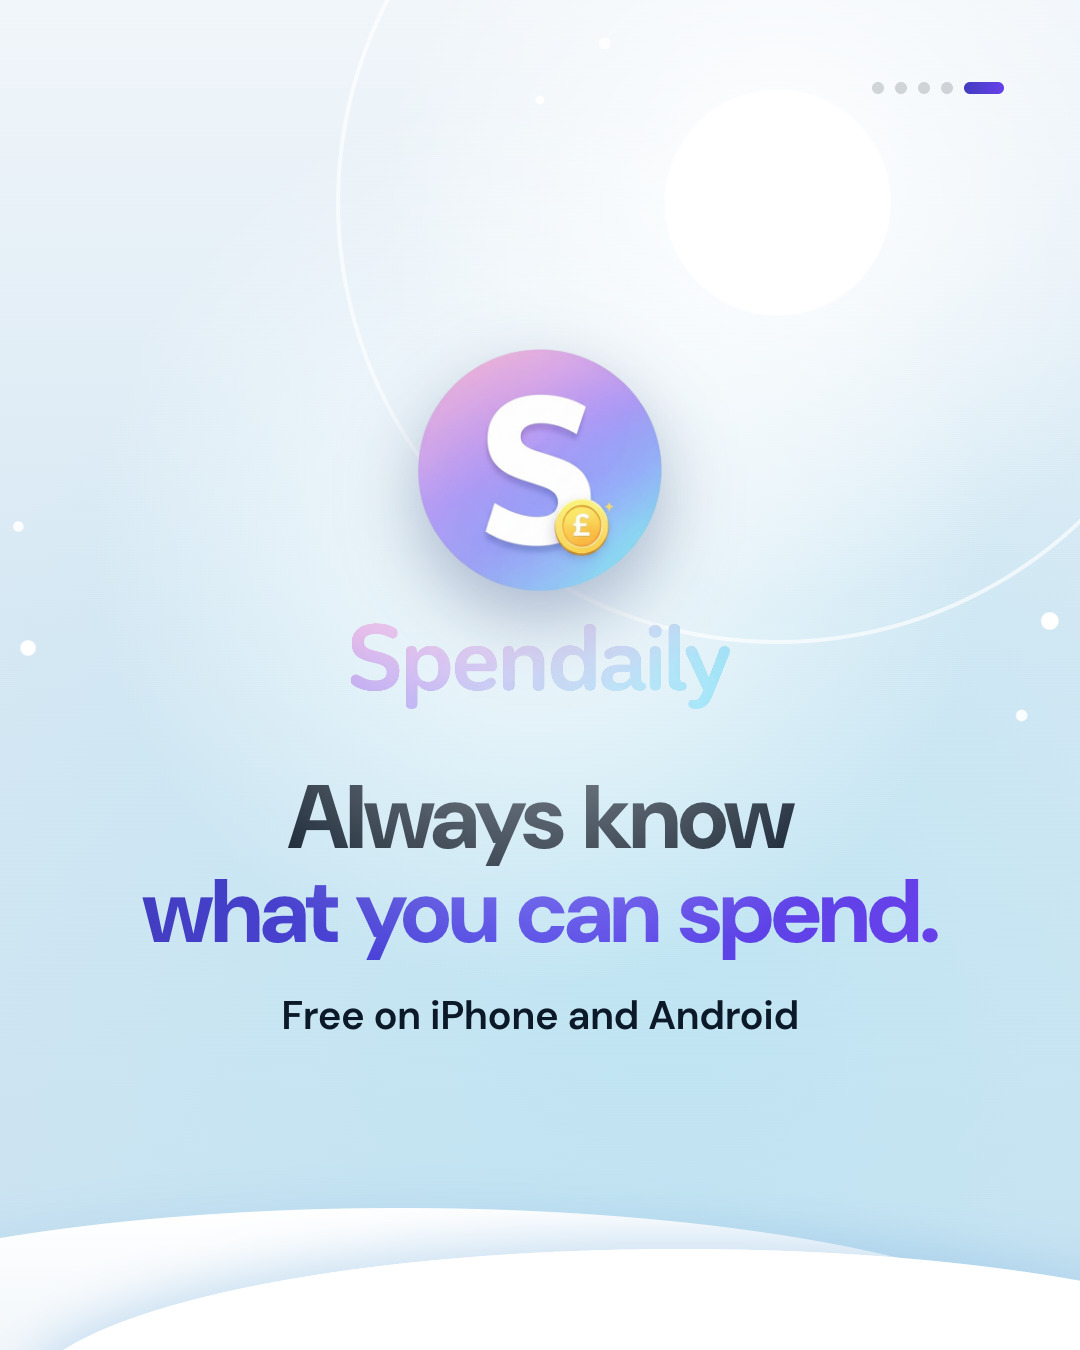 S
£
Spendaily
Always know
what you can spend.
Free on iPhone and Android